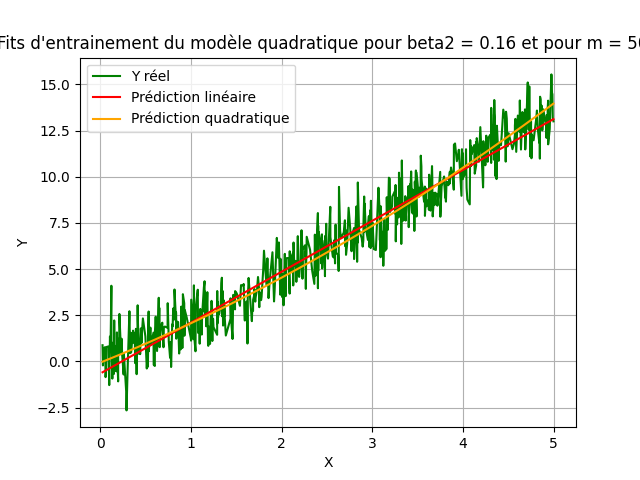 Fits d'entrainement du modèle quadratique pour beta2 = 0.16 et pour m = 50
Y réel
Prédiction linéaire
Prédiction quadratique
15.0
12.5
10.0
7.5
5.0
2.5
0.0
−2.5
Y
0 1 2 3 4 5
X